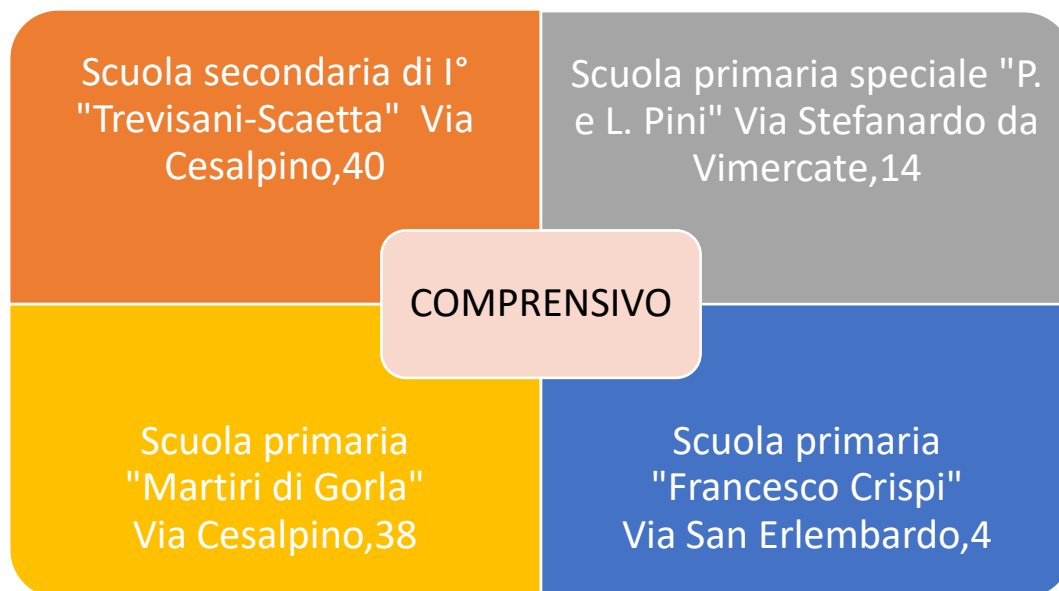 Scuola secondaria di I°
"Trevisani-Scaetta" Via
Cesalpino,40
Scuola primaria speciale "P.
e L. Pini" Via Stefanardo da
Vimercate,14
COMPRENSIVO
Scuola primaria
"Martiri di Gorla"
Via Cesalpino,38
Scuola primaria
"Francesco Crispi"
Via San Erlembardo,4